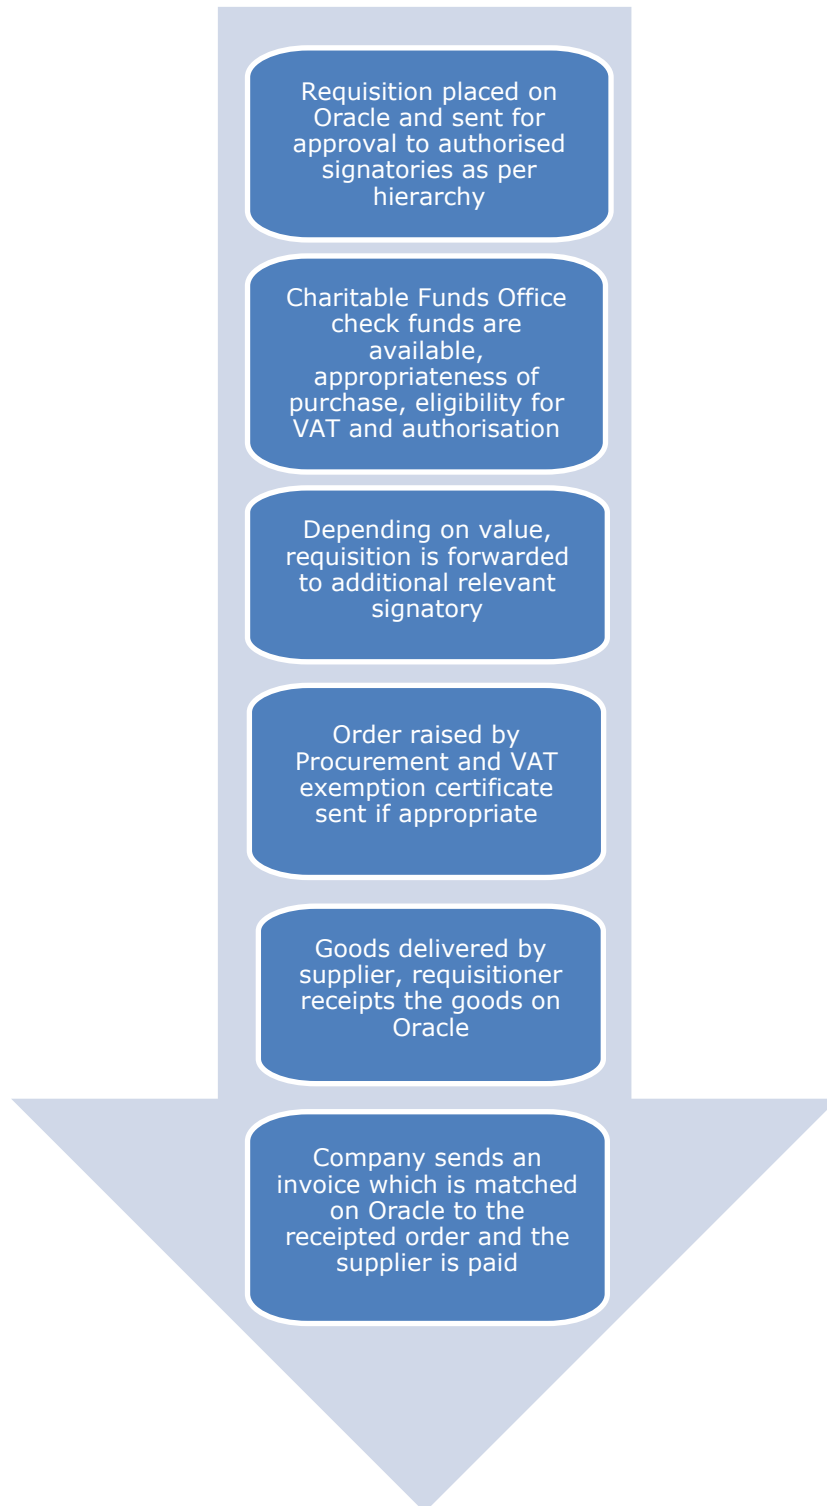 Requisition placed on
Oracle and sent for
approval to authorised
signatories as per
hierarchy
Charitable Funds Office
check funds are
available,
appropriateness of
purchase, eligibility for
VAT and authorisation
Depending on value,
requisition is forwarded
to additional relevant
signatory
Order raised by
Procurement and VAT
exemption certificate
sent if appropriate
Goods delivered by
supplier, requisitioner
receipts the goods on
Oracle
Company sends an
invoice which is matched
on Oracle to the
receipted order and the
supplier is paid